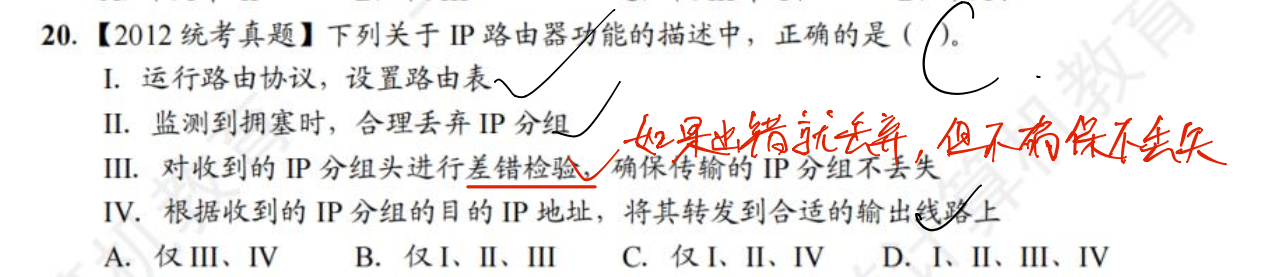 20. 【2012 统考真题】下列关于 IP 路由器功能的描述中，正确的是（ C. ）。
I. 运行路由协议，设置路由表
II. 监测到拥塞时，合理丢弃 IP 分组
如果出错就丢弃，但不确保不丢失
III. 对收到的 IP 分组头进行差错检验，确保传输的 IP 分组不丢失
IV. 根据收到的 IP 分组的目的 IP 地址，将其转发到合适的输出线路上
A. 仅 III、IV B. 仅 I、II、III C. 仅 I、II、IV D. I、II、III、IV